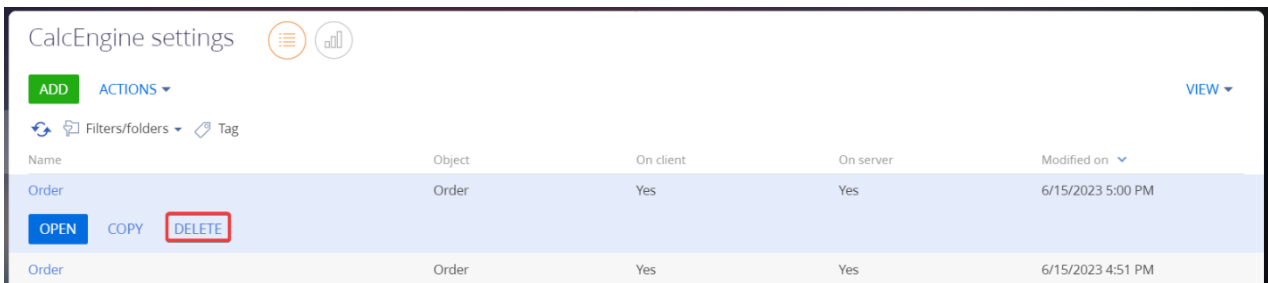 CalcEngine settings
ADD ACTIONS VIEW
Filters/folders Tag
Name Object On client On server Modified on
Order Order Yes Yes 6/15/2023 5:00 PM
OPEN COPY DELETE
Order Order Yes Yes 6/15/2023 4:51 PM